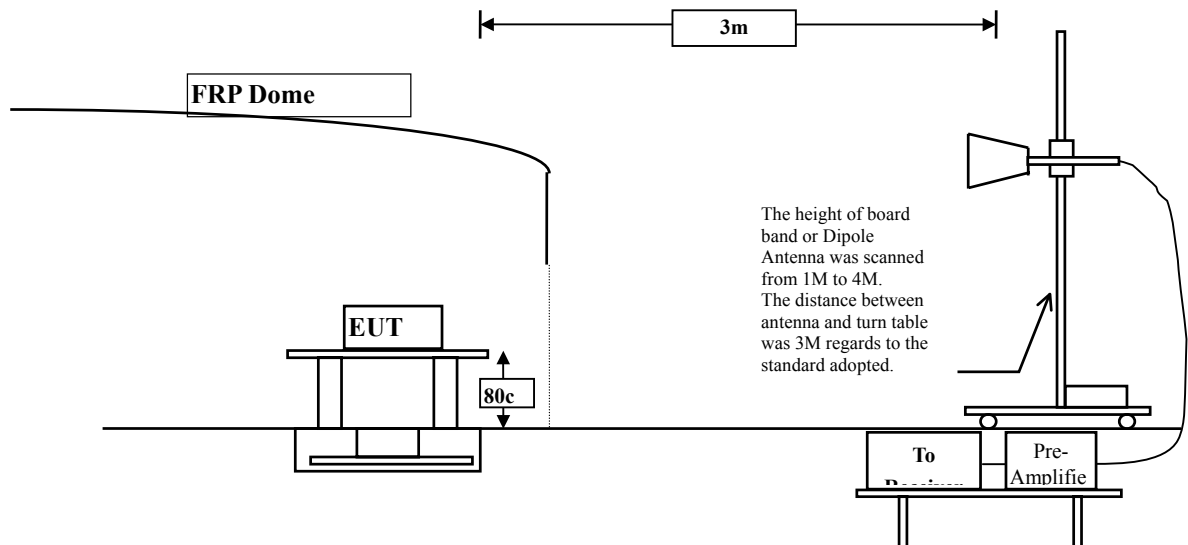 3m
FRP Dome
The height of board
band or Dipole
Antenna was scanned
from 1M to 4M.
The distance between
antenna and turn table
was 3M regards to the
standard adopted.
EUT
80c
To
Pre-
Amplifie